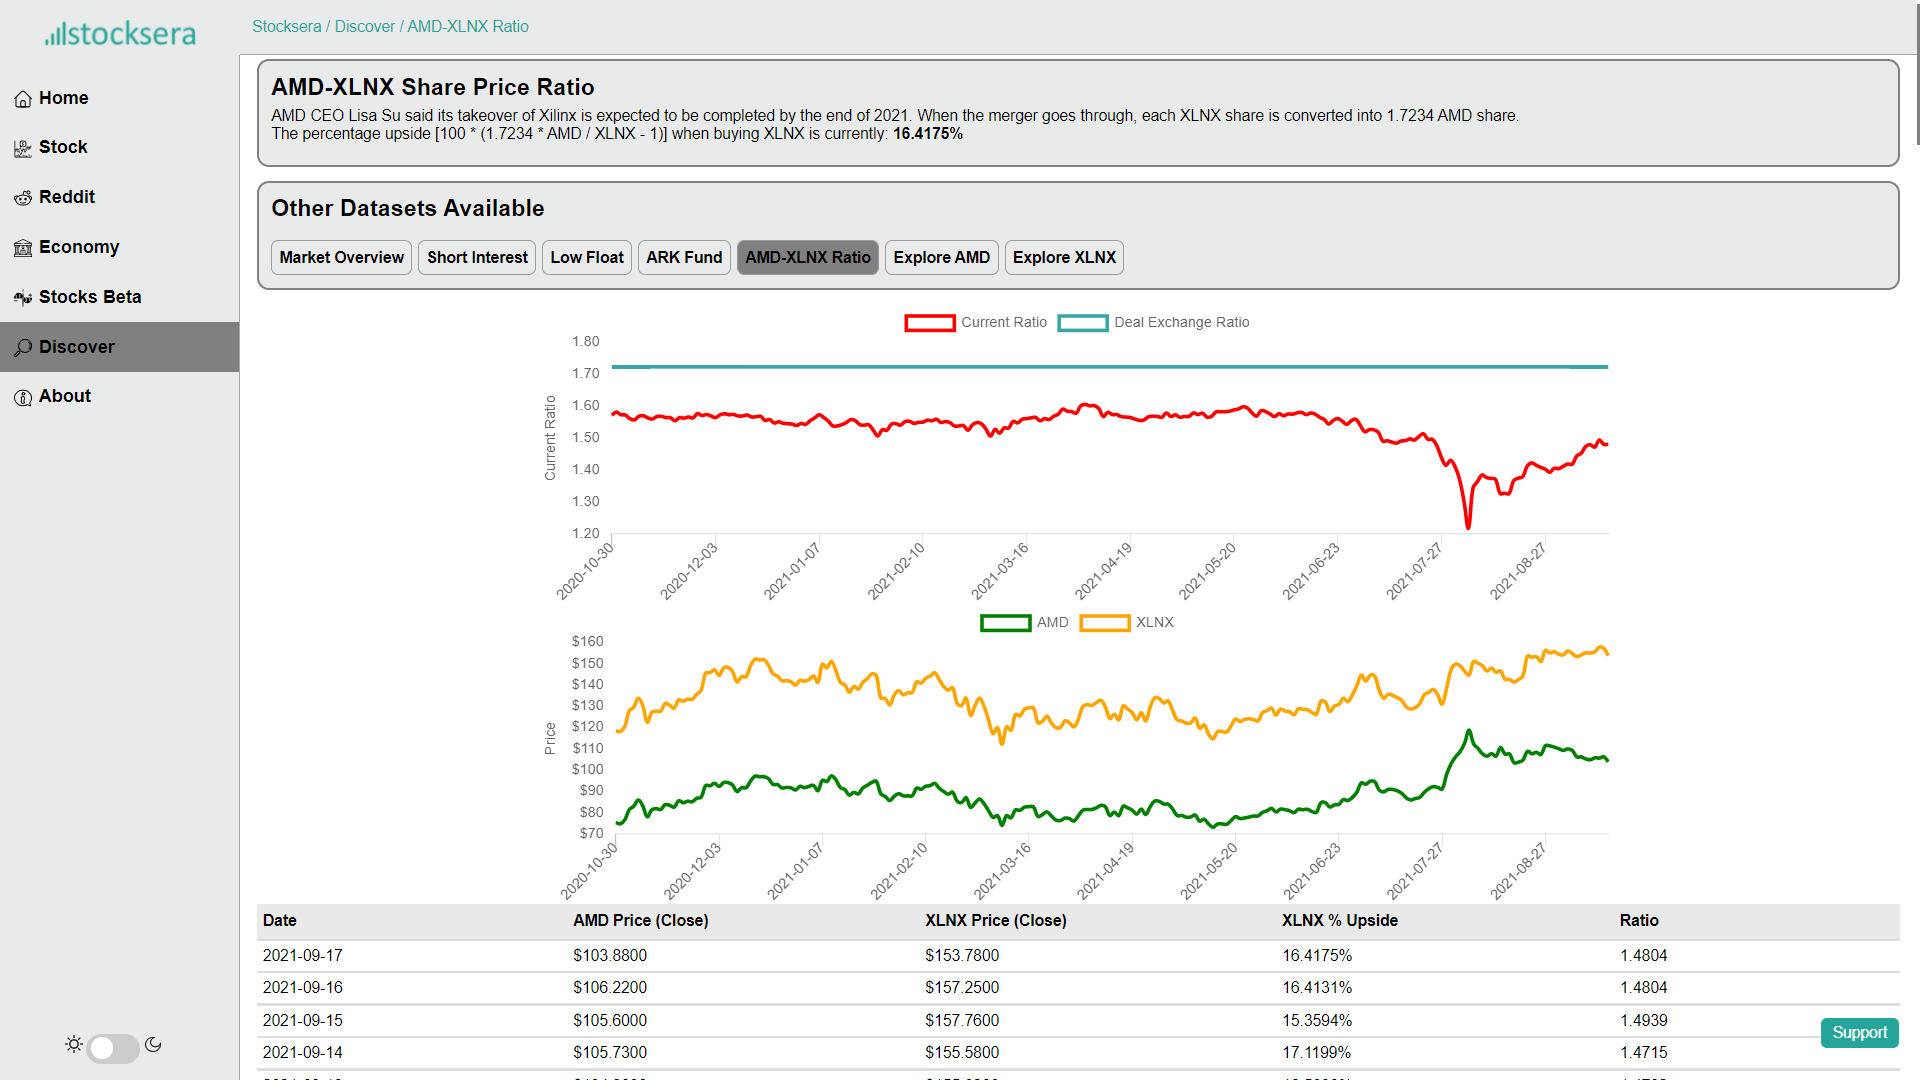 stocksera
Stocksera / Discover / AMD-XLNX Ratio
Home
Stock
Reddit
Economy
Stocks Beta
Discover
About
AMD-XLNX Share Price Ratio
AMD CEO Lisa Su said its takeover of Xilinx is expected to be completed by the end of 2021. When the merger goes through, each XLNX share is converted into 1.7234 AMD share.
The percentage upside [100 * (1.7234 * AMD / XLNX - 1)] when buying XLNX is currently: 16.4175%
Other Datasets Available
Market Overview Short Interest Low Float ARK Fund AMD-XLNX Ratio Explore AMD Explore XLNX
Current Ratio Deal Exchange Ratio
Current Ratio
1.80
1.70
1.60
1.50
1.40
1.30
1.20
2020-10-30 2020-12-03 2021-01-07 2021-02-10 2021-03-16 2021-04-19 2021-05-20 2021-06-23 2021-07-27 2021-08-27
AMD XLNX
Price
$160
$150
$140
$130
$120
$110
$100
$90
$80
$70
2020-10-30 2020-12-03 2021-01-07 2021-02-10 2021-03-16 2021-04-19 2021-05-20 2021-06-23 2021-07-27 2021-08-27
Date AMD Price (Close) XLNX Price (Close) XLNX % Upside Ratio
2021-09-17 $103.8800 $153.7800 16.4175% 1.4804
2021-09-16 $106.2200 $157.2500 16.4131% 1.4804
2021-09-15 $105.6000 $157.7600 15.3594% 1.4939
2021-09-14 $105.7300 $155.5800 17.1199% 1.4715
Support